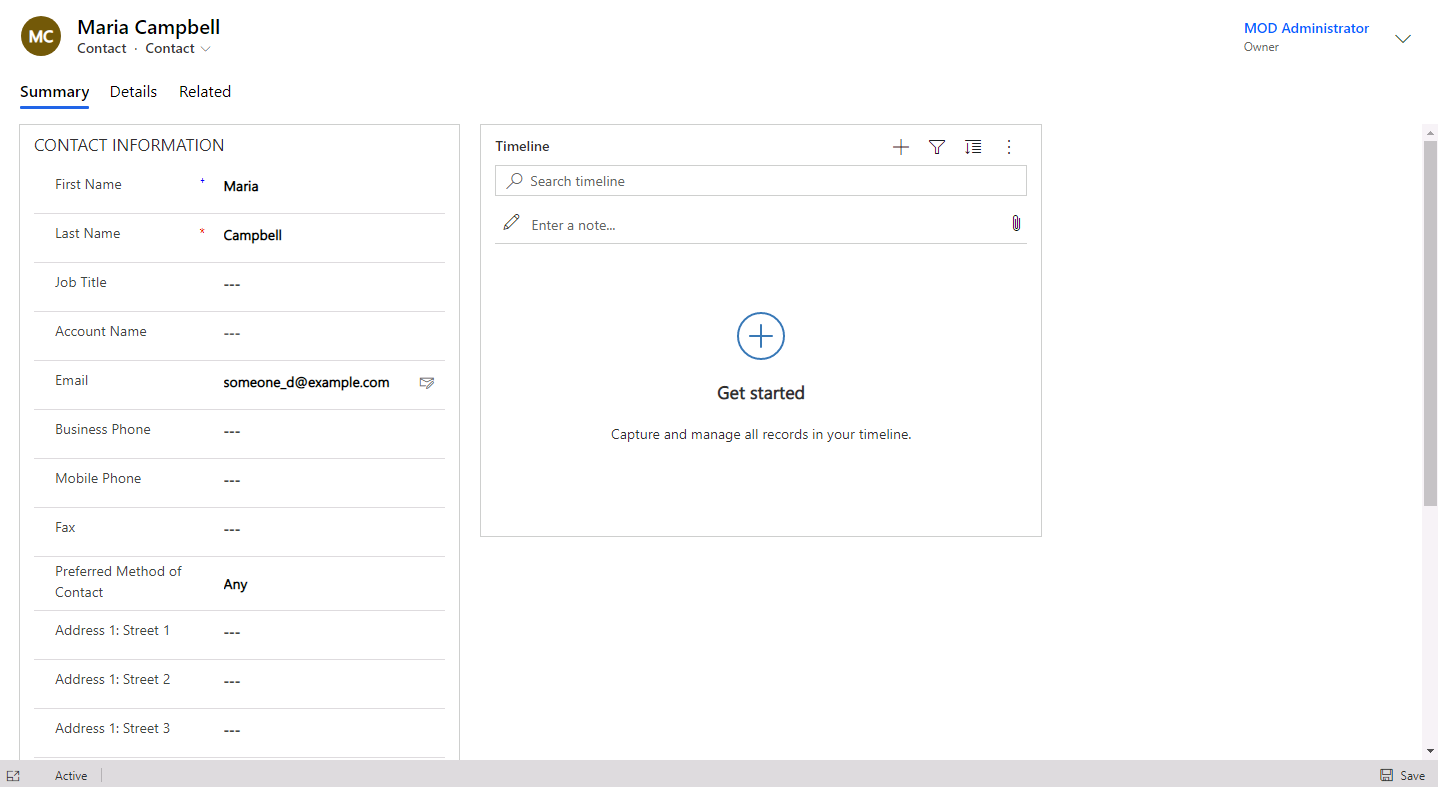 MC
Maria Campbell
Contact · Contact
MOD Administrator
Owner
Summary Details Related
CONTACT INFORMATION
First Name + Maria
Last Name * Campbell
Job Title ---
Account Name ---
Email someone_d@example.com
Business Phone ---
Mobile Phone ---
Fax ---
Preferred Method of
Contact
Any
Address 1: Street 1 ---
Address 1: Street 2 ---
Address 1: Street 3 ---
Timeline
Search timeline
Enter a note...
Get started
Capture and manage all records in your timeline.
Active
Save